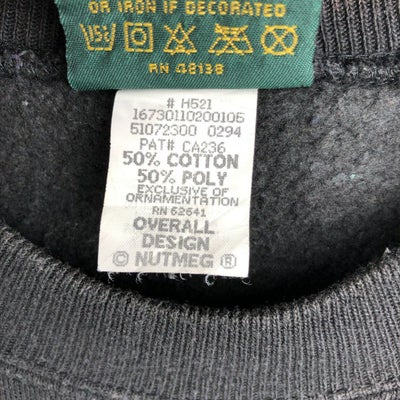 OR IRON IF DECORATED
RN 48138
# H521
16730110200105
51072300 0294
PAT# CA236
50% COTTON
50% POLY
EXCLUSIVE OF
ORNAMENTATION
RN 62641
OVERALL
DESIGN
© NUTMEG ®